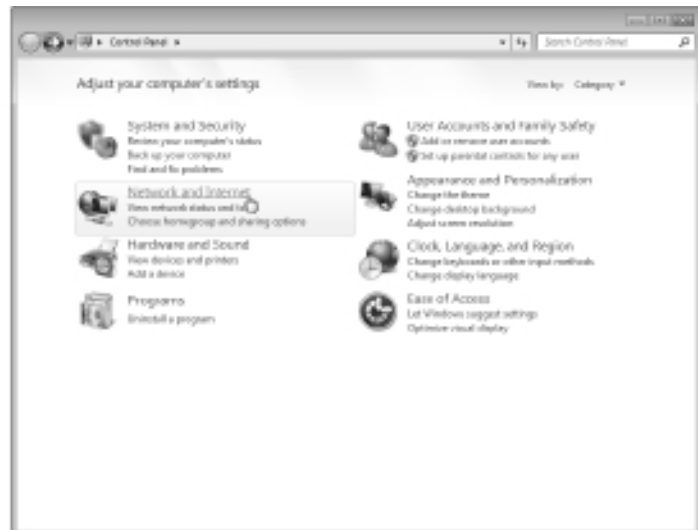 Control Panel
Search Control Panel
Adjust your computer's settings
View by: Category
System and Security
Review your computer's status
Back up your computer
Find and fix problems
Network and Internet
View network status and
Choose homegroup and sharing options
Hardware and Sound
View devices and printers
Add a device
Programs
Uninstall a program
User Accounts and Family Safety
Add or remove user accounts
Set up parental controls for any user
Appearance and Personalization
Change the theme
Change desktop background
Adjust screen resolution
Clock, Language, and Region
Change keyboards or other input methods
Change display language
Ease of Access
Let Windows suggest settings
Optimize visual display